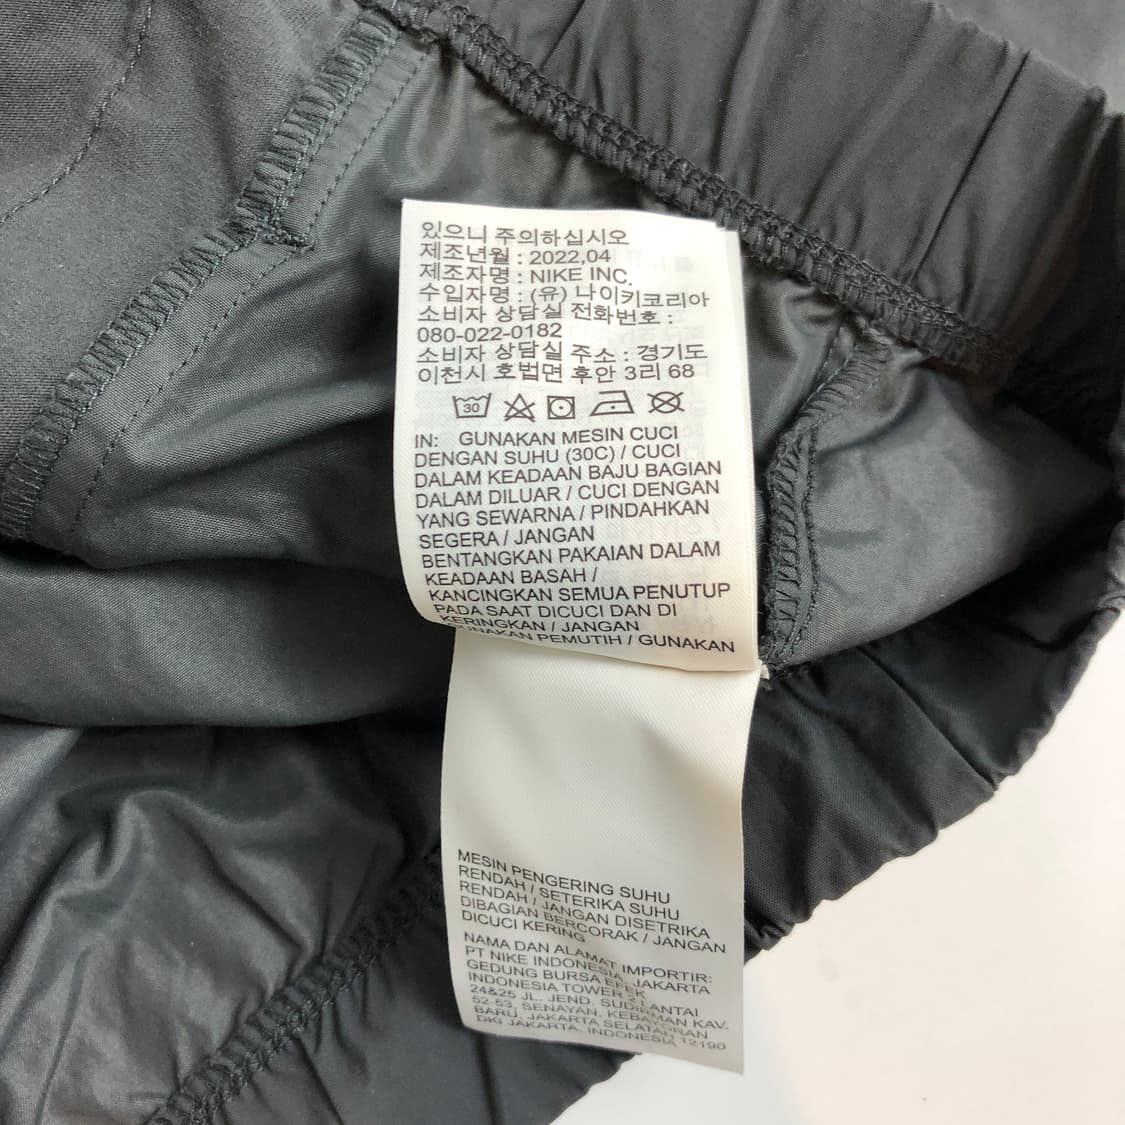 있으니 주의하십시오
제조년월 : 2022,04
제조자명 : NIKE INC.
수입자명 : (유) 나이키코리아
소비자 상담실 전화번호 :
080-022-0182
소비자 상담실 주소 : 경기도
이천시 호법면 후안 3리 68
30
IN: GUNAKAN MESIN CUCI
DENGAN SUHU (30C) / CUCI
DALAM KEADAAN BAJU BAGIAN
DALAM DILUAR / CUCI DENGAN
YANG SEWARNA / PINDAHKAN
SEGERA / JANGAN
BENTANGKAN PAKAIAN DALAM
KEADAAN BASAH /
KANCINGKAN SEMUA PENUTUP
PADA SAAT DICUCI DAN DI
KERINGKAN / JANGAN
GUNAKAN PEMUTIH / GUNAKAN
MESIN PENGERING SUHU
RENDAH / SETERIKA SUHU
RENDAH / JANGAN DISETRIKA
DIBAGIAN BERCORAK / JANGAN
DICUCI KERING
NAMA DAN ALAMAT IMPORTIR:
PT NIKE INDONESIA, JAKARTA
GEDUNG BURSA EFEK
INDONESIA TOWER 2 LANTAI
24&25 JL. JEND. SUDIRMAN KAV.
52-53, SENAYAN, KEBAYORAN
BARU, JAKARTA SELATAN
DKI JAKARTA, INDONESIA 12190